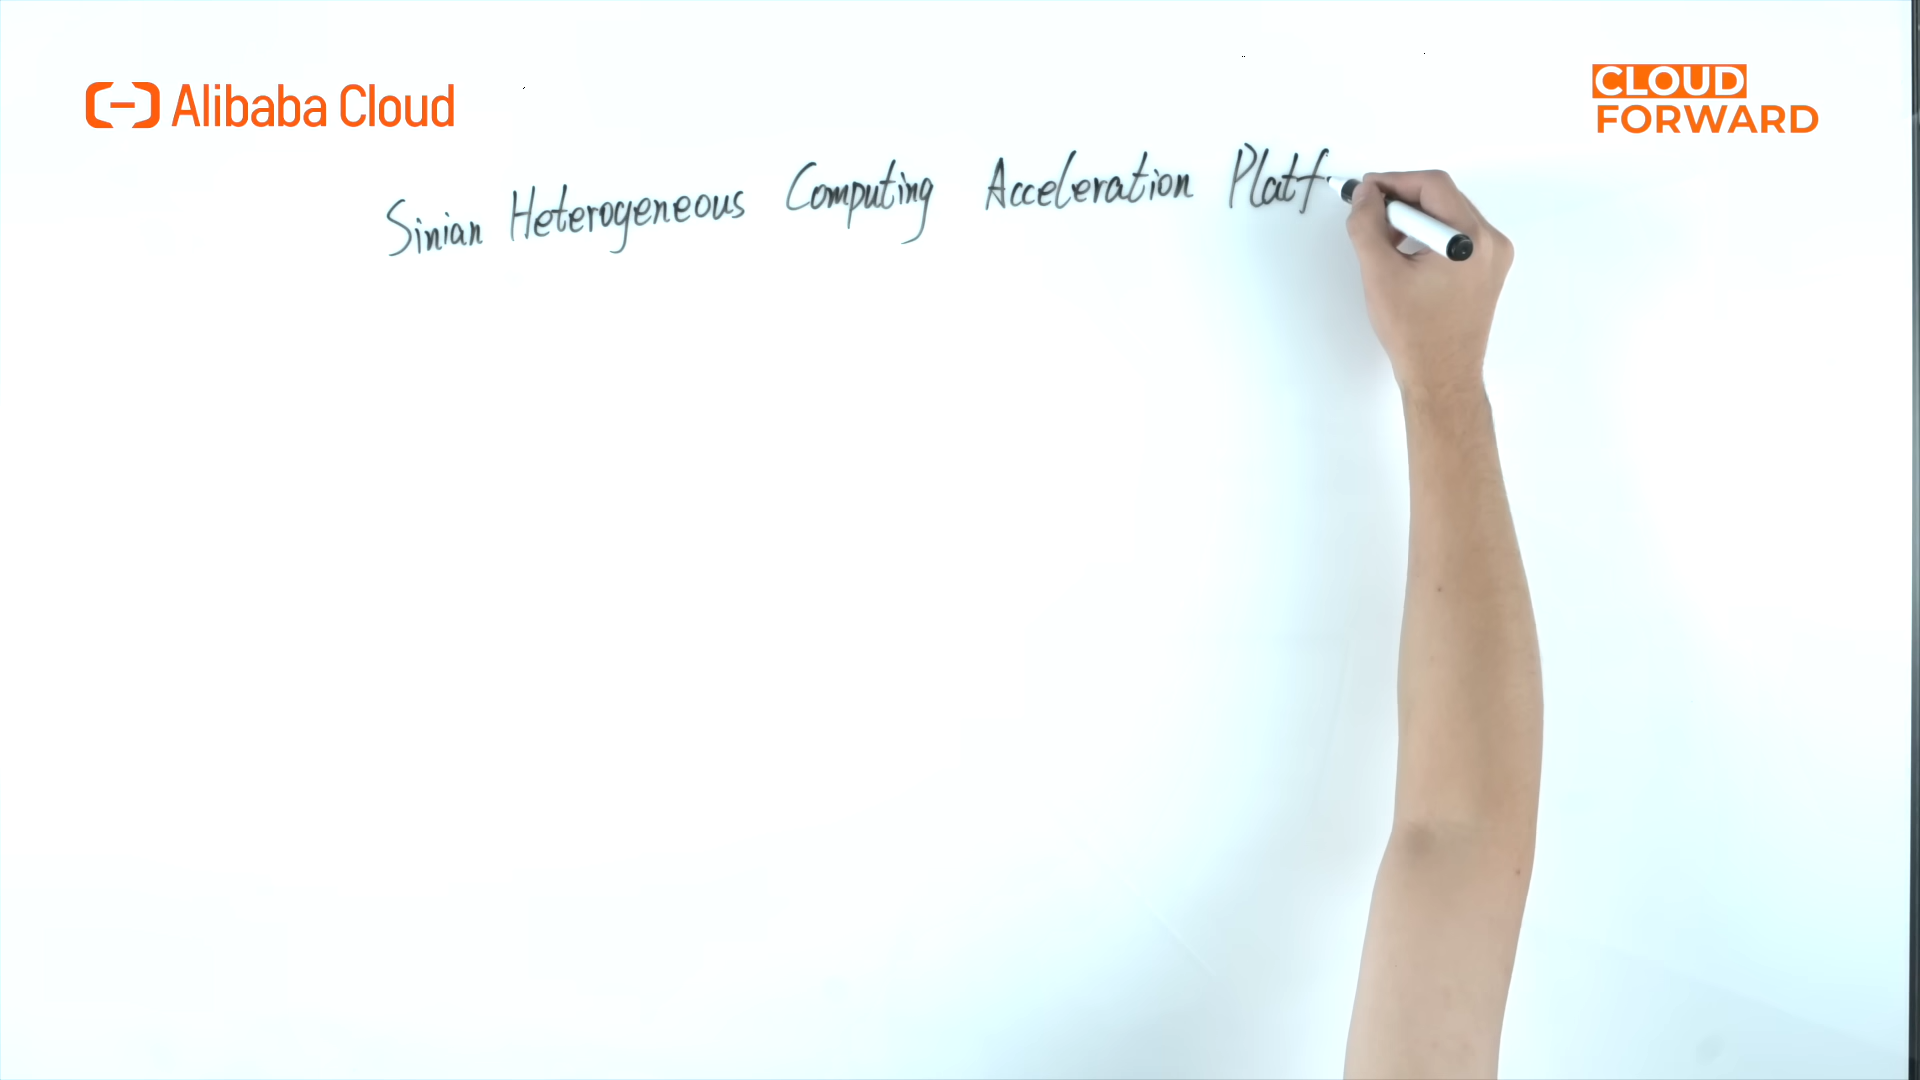 Alibaba Cloud
CLOUD
FORWARD
Sinian Heterogeneous Computing Acceleration Platf